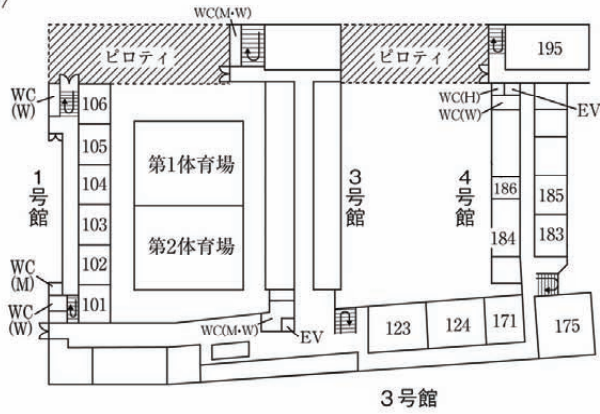 WC(M・W)
ピロティ
ピロティ
195
WC
(W)
106
WC(H)
WC(W)
EV
105
第1体育場
1号館
104
3号館
4号館
186
185
103
第2体育場
184
183
102
WC
(M)
101
WC
(W)
WC(M・W)
EV
123
124
171
175
3号館